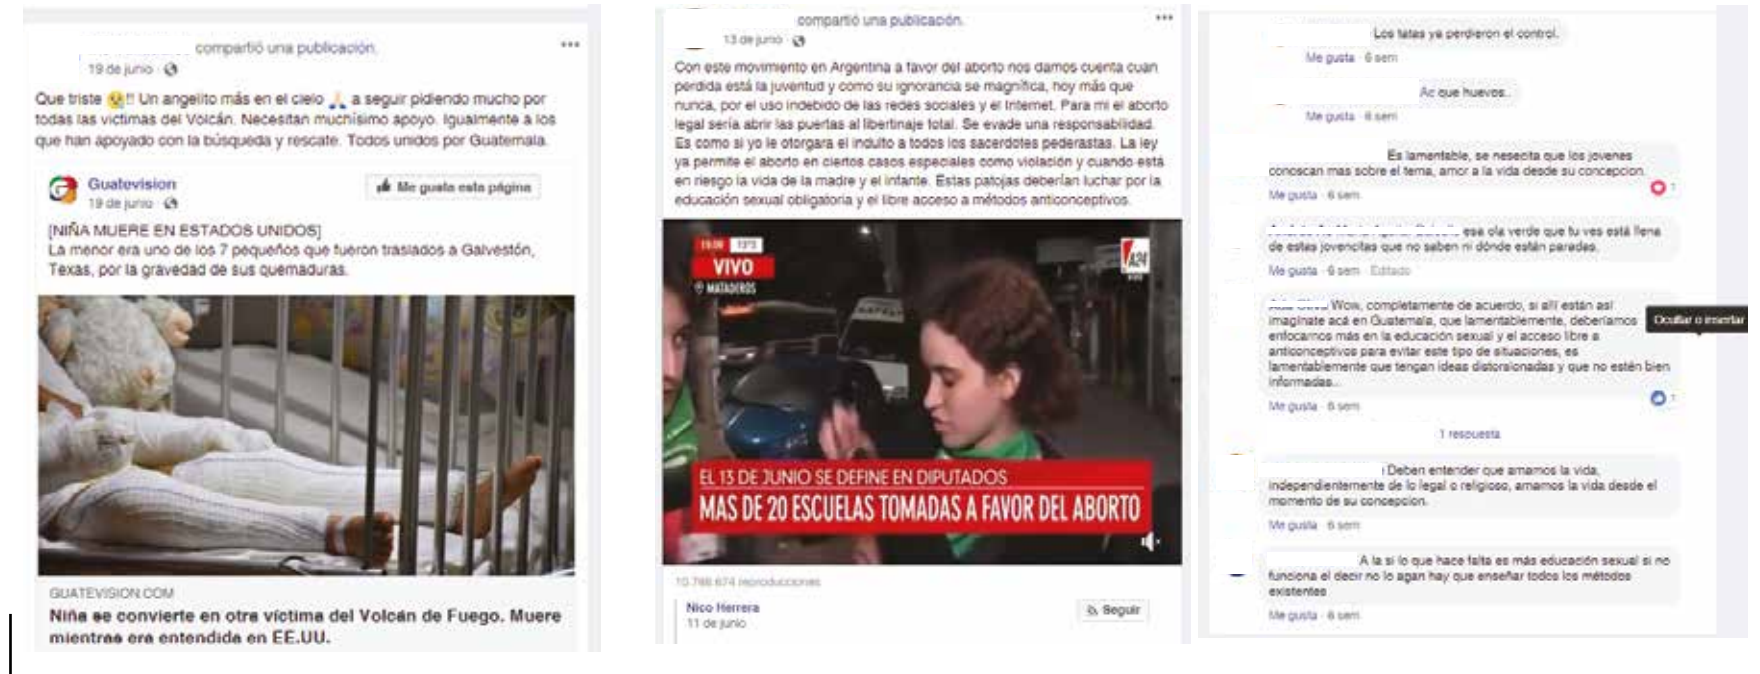 compartió una publicación.
19 de junio
Que triste 😢!! Un angelito más en el cielo 🙏 a seguir pidiendo mucho por
todas las victimas del Volcán. Necesitan muchísimo apoyo. Igualmente a los
que han apoyado con la búsqueda y rescate. Todos unidos por Guatemala.
Guatevision
Me gusta esta página
19 de junio
[NIÑA MUERE EN ESTADOS UNIDOS]
La menor era uno de los 7 pequeños que fueron trasladados a Galvestón,
Texas, por la gravedad de sus quemaduras.
GUATEVISION.COM
Niña se convierte en otra víctima del Volcán de Fuego. Muere
mientras era entendida en EE.UU.
compartió una publicación.
13 de junio
Con este movimiento en Argentina a favor del aborto nos damos cuenta cuan
perdida está la juventud y como su ignorancia se magnifica, hoy más que
nunca, por el uso indebido de las redes sociales y el Internet. Para mi el aborto
legal sería abrir las puertas al libertinaje total. Se evade una responsabilidad.
Es como si yo le otorgara el indulto a todos los sacerdotes pederastas. La ley
ya permite el aborto en ciertos casos especiales como violación y cuando está
en riesgo la vida de la madre y el infante. Estas patojas deberían luchar por la
educación sexual obligatoria y el libre acceso a métodos anticonceptivos.
VIVO
MATADEROS
A24
EL 13 DE JUNIO SE DEFINE EN DIPUTADOS
MAS DE 20 ESCUELAS TOMADAS A FAVOR DEL ABORTO
reproducciones
Nico Herrera
Seguir
11 de junio
Los tatas ya perdieron el control.
Me gusta · 6 sem
que huevos..
Me gusta · 6 sem
Es lamentable, se nesecita que los jovenes
conoscan mas sobre el tema, amor a la vida desde su concepcion.
Me gusta · 6 sem
1
esa ola verde que tu ves está llena
de estas jovencitas que no saben ni dónde están paradas.
Me gusta · 6 sem · Editado
Wow, completamente de acuerdo, si allí están así
imagínate acá en Guatemala, que lamentablemente, deberíamos
enfocarnos más en la educación sexual y el acceso libre a
anticonceptivos para evitar este tipo de situaciones, es
lamentablemente que tengan ideas distorsionadas y que no estén bien
informadas..
Ocultar o insertar
Me gusta · 6 sem
1
1 respuesta
Deben entender que amamos la vida,
independientemente de lo legal o religioso, amamos la vida desde el
momento de su concepcion.
Me gusta · 6 sem
A la si lo que hace falta es más educación sexual si no
funciona el decir no lo agan hay que enseñar todos los métodos
existentes
Me gusta · 6 sem